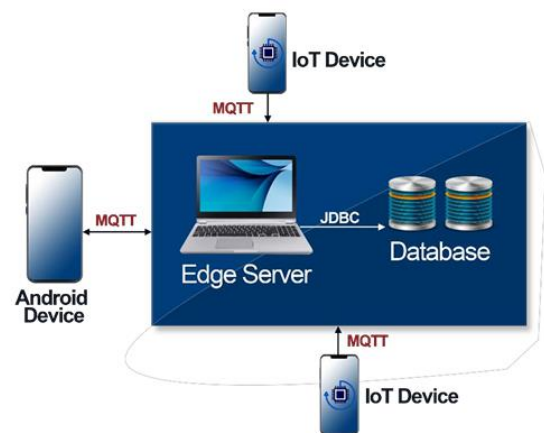 IoT Device
MQTT
MQTT
JDBC
Edge Server
Database
Android
Device
MQTT
IoT Device